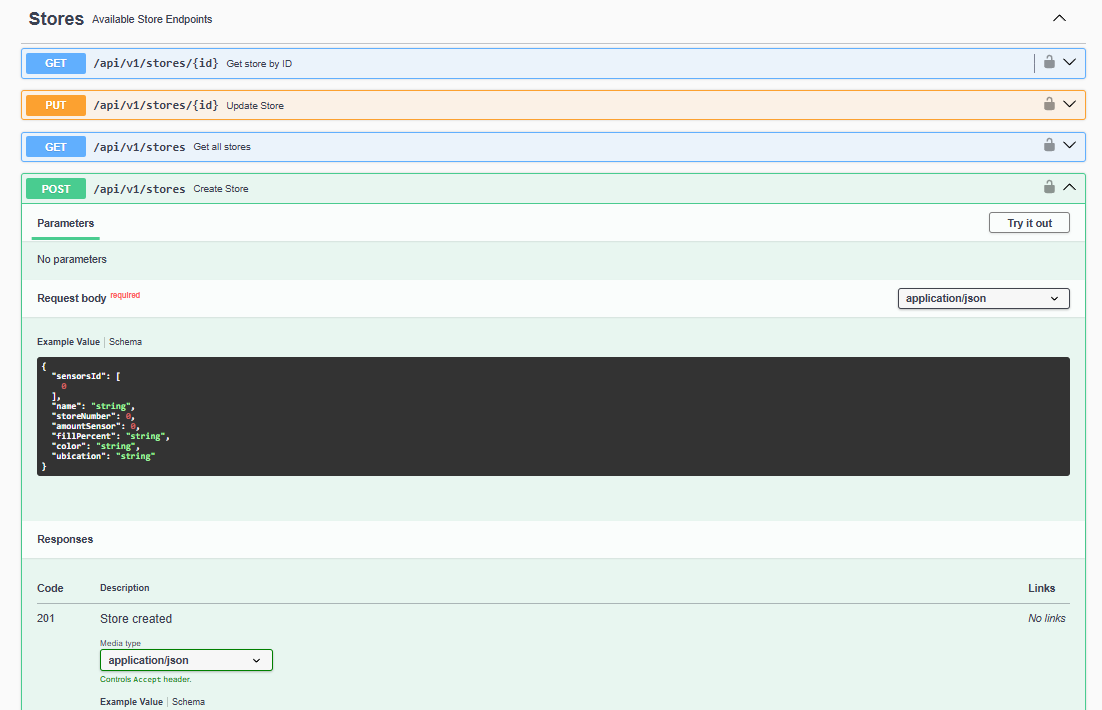 Stores Available Store Endpoints
GET /api/v1/stores/{id} Get store by ID
PUT /api/v1/stores/{id} Update Store
GET /api/v1/stores Get all stores
POST /api/v1/stores Create Store
Parameters Try it out
No parameters
Request body required application/json
Example Value | Schema
{
  "sensorsId": [
    0
  ],
  "name": "string",
  "storeNumber": 0,
  "amountSensor": 0,
  "fillPercent": "string",
  "color": "string",
  "ubication": "string"
}
Responses
Code Description Links
201 Store created No links
Media type
application/json
Controls Accept header.
Example Value | Schema